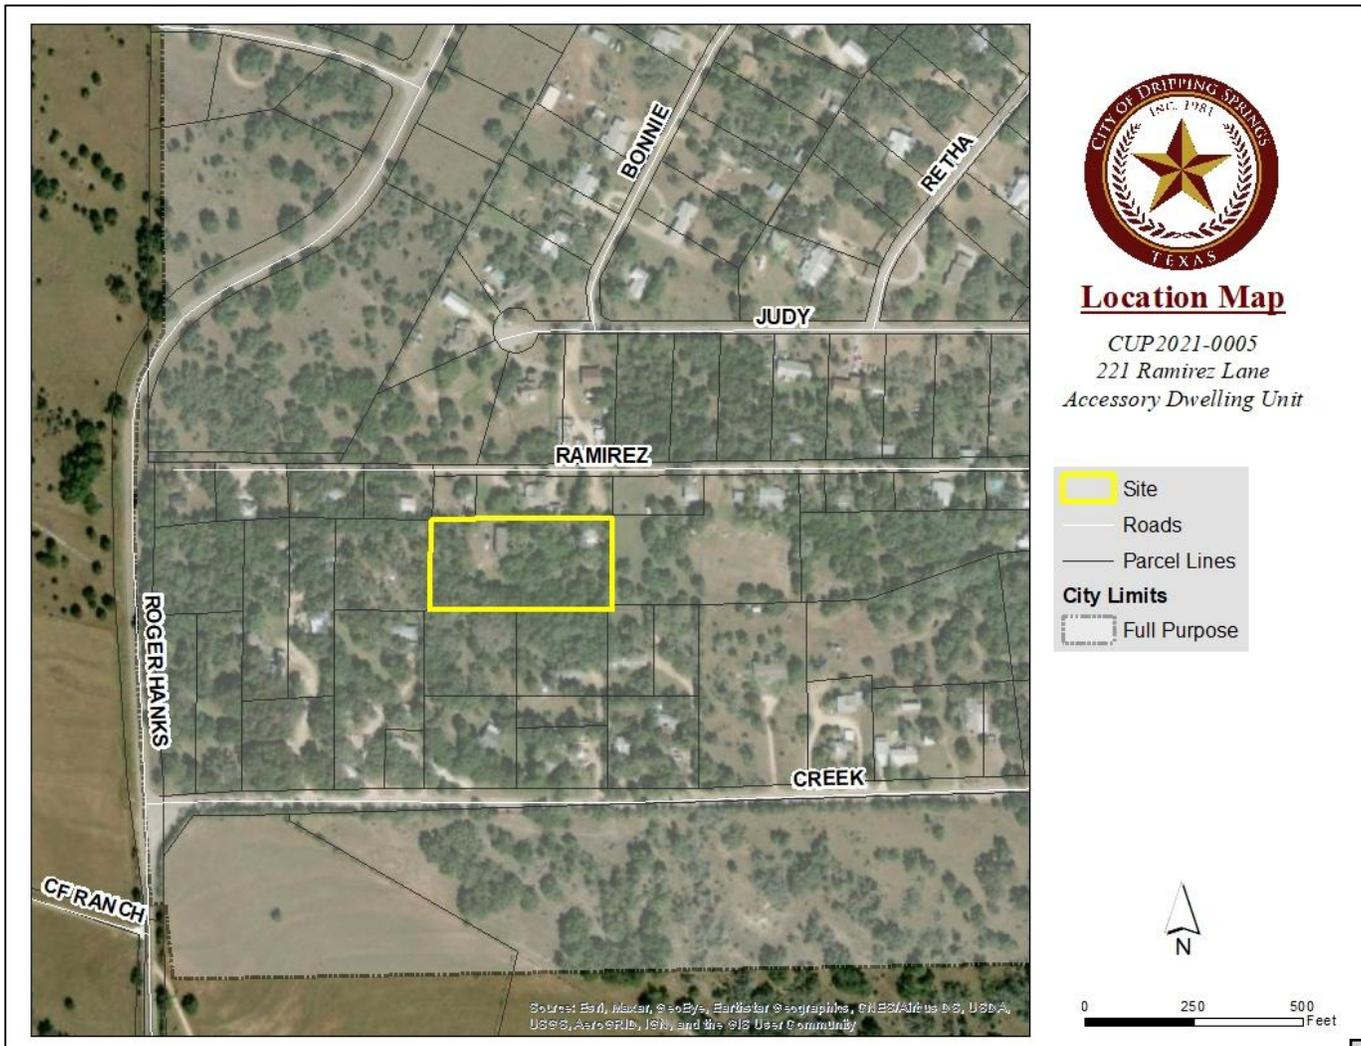 BONNIE
RETHA
JUDY
RAMIREZ
ROGER HANKS
CREEK
CF RANCH
Source: Esri, Maxar, GeoEye, Earthstar Geographics, CNES/Airbus DS, USDA,
USGS, AeroGRID, IGN, and the GIS User Community
CITY OF DRIPPING SPRINGS
INC. 1981
TEXAS
Location Map
CUP2021-0005
221 Ramirez Lane
Accessory Dwelling Unit
Site
Roads
Parcel Lines
City Limits
Full Purpose
N
0 250 500
Feet